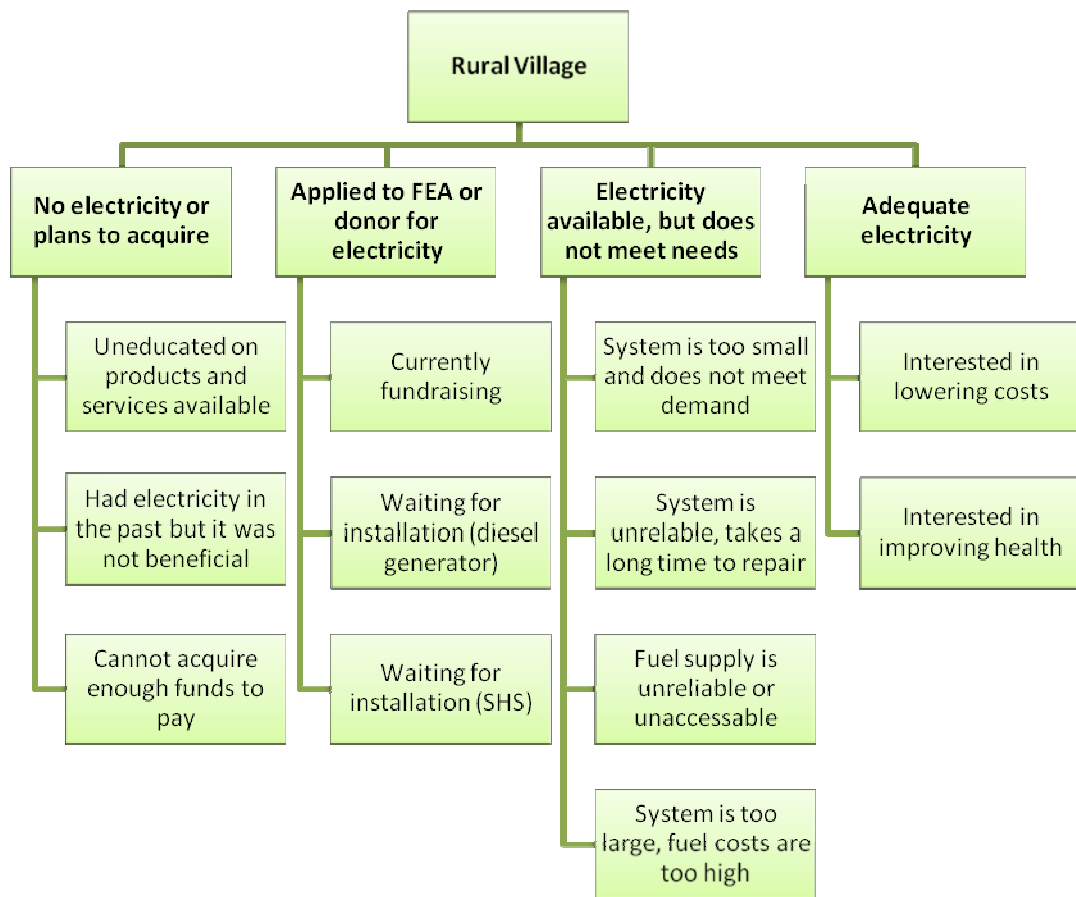 Rural Village
No electricity or
plans to acquire
Uneducated on
products and
services available
Had electricity in
the past but it was
not beneficial
Cannot acquire
enough funds to
pay
Applied to FEA or
donor for
electricity
Currently
fundraising
Waiting for
installation (diesel
generator)
Waiting for
installation (SHS)
Electricity
available, but does
not meet needs
System is too small
and does not meet
demand
System is
unrelable, takes a
long time to repair
Fuel supply is
unreliable or
unaccessable
System is too
large, fuel costs are
too high
Adequate
electricity
Interested in
lowering costs
Interested in
improving health